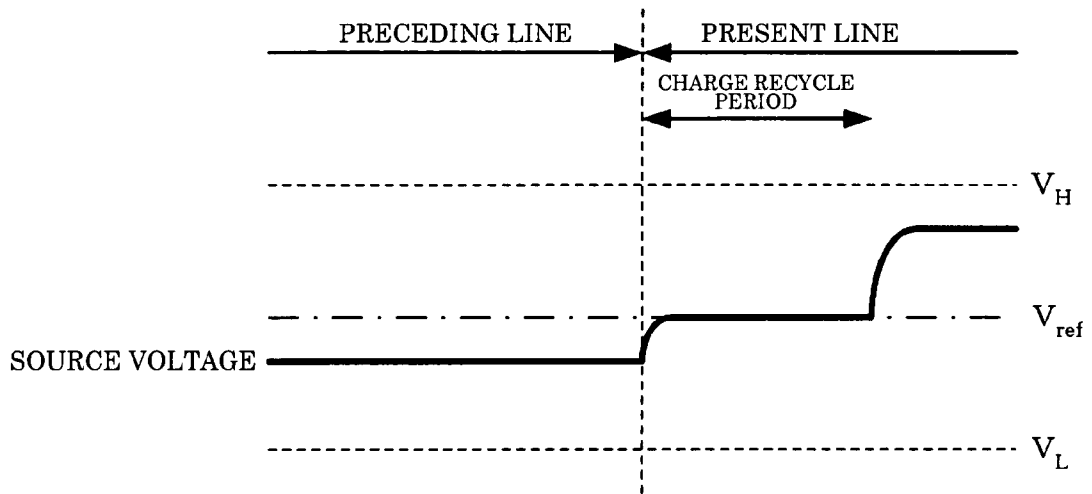 PRECEDING LINE
PRESENT LINE
CHARGE RECYCLE
PERIOD
V_H
V_ref
SOURCE VOLTAGE
V_L